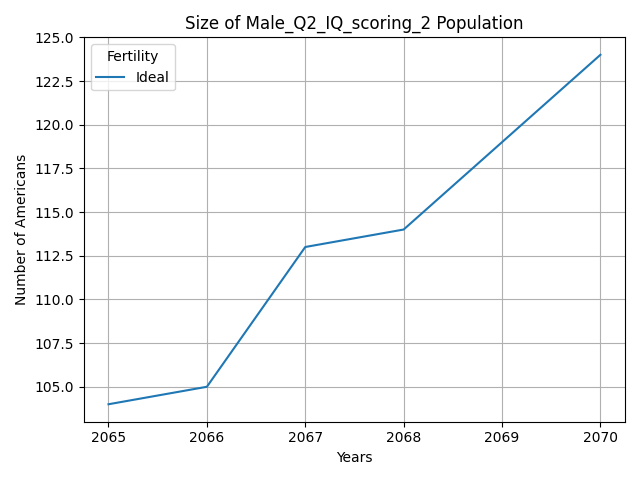 Size of Male_Q2_IQ_scoring_2 Population
Fertility
Ideal
Number of Americans
125.0
122.5
120.0
117.5
115.0
112.5
110.0
107.5
105.0
2065 2066 2067 2068 2069 2070
Years